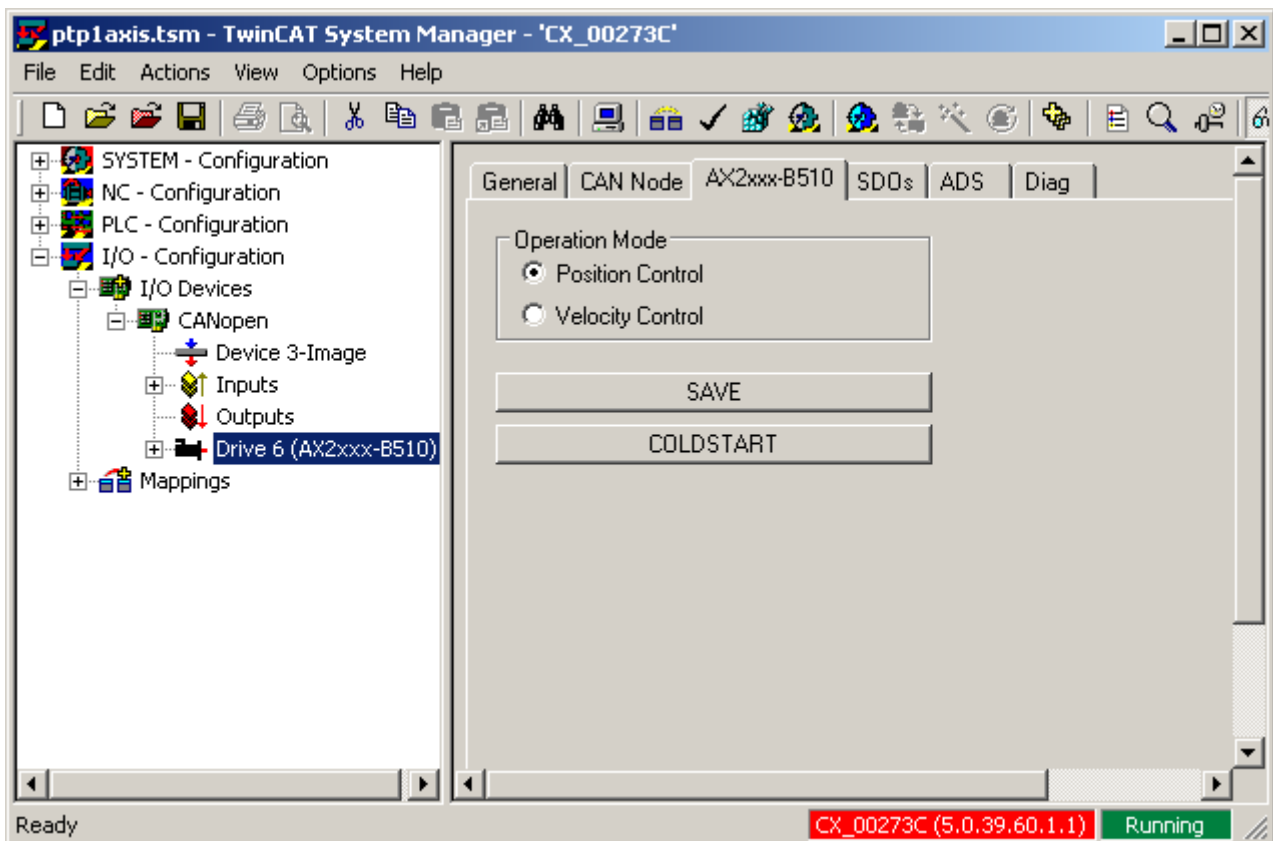 ptp1axis.tsm - TwinCAT System Manager - 'CX_00273C'
File Edit Actions View Options Help
SYSTEM - Configuration
NC - Configuration
PLC - Configuration
I/O - Configuration
I/O Devices
CANopen
Device 3-Image
Inputs
Outputs
Drive 6 (AX2xxx-B510)
Mappings
General CAN Node AX2xxx-B510 SDOs ADS Diag
Operation Mode
Position Control
Velocity Control
SAVE
COLDSTART
Ready CX_00273C (5.0.39.60.1.1) Running